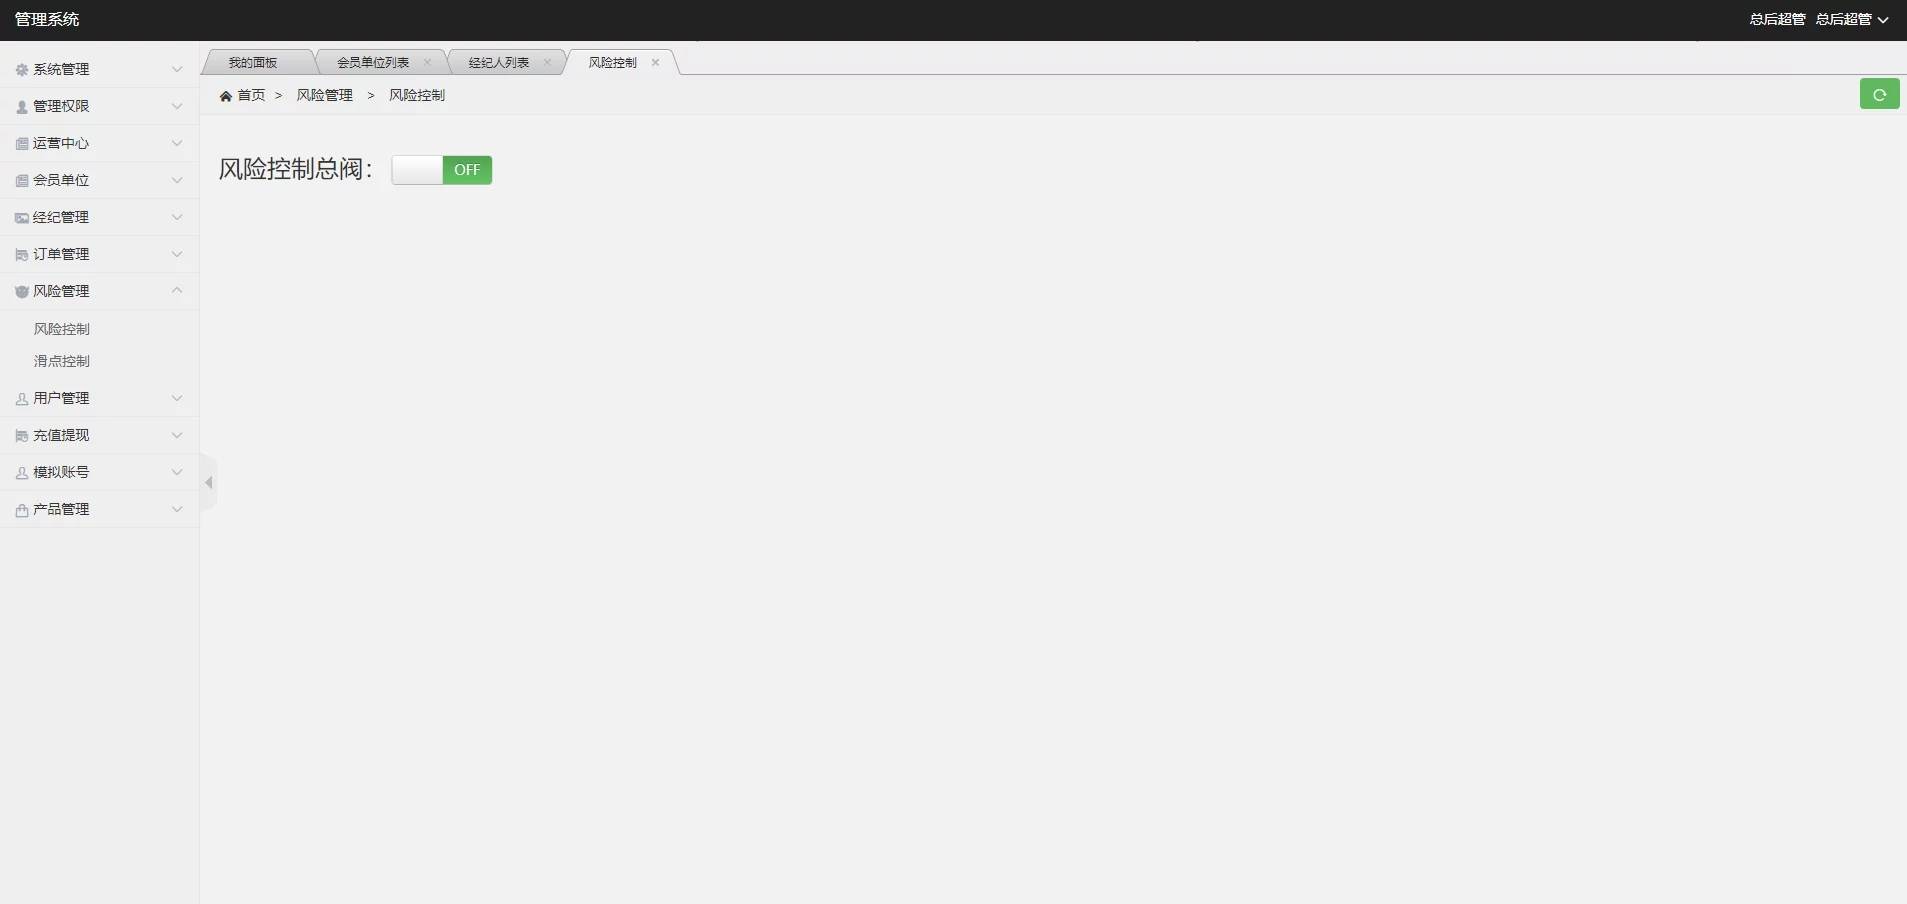 管理系统
总后超管 总后超管
系统管理
管理权限
运营中心
会员单位
经纪管理
订单管理
风险管理
风险控制
滑点控制
用户管理
充值提现
模拟账号
产品管理
我的面板 会员单位列表 经纪人列表 风险控制
首页 > 风险管理 > 风险控制
风险控制总阀： OFF